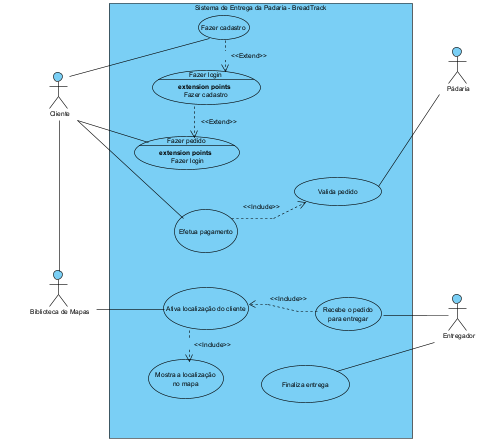 Sistema de Entrega da Padaria - BreadTrack
Fazer cadastro
<<Extend>>
Fazer login
extension points
Fazer cadastro
Padaria
Cliente
<<Extend>>
Fazer pedido
extension points
Fazer login
Valida pedido
<<Include>>
Efetua pagamento
<<Include>>
Biblioteca de Mapas
Ativa localização do cliente
Recebe o pedido
para entregar
Entregador
<<Include>>
Mostra a localização
no mapa
Finaliza entrega